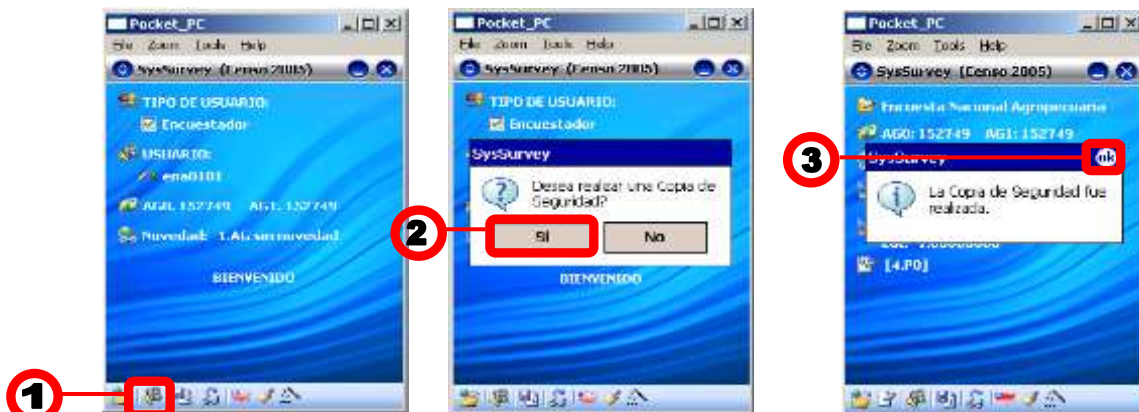 Pocket_PC
File Zoom Tools Help
SysSurvey (Censo 2005)
TIPO DE USUARIO:
Encuestador
USUARIO:
ena0101
AG0: 152749 AG1: 152749
Novedad: 1.AG sin novedad
BIENVENIDO
1
Pocket_PC
File Zoom Tools Help
SysSurvey (Censo 2005)
TIPO DE USUARIO:
Encuestador
SysSurvey
Desea realizar una Copia de
Seguridad?
2
Si No
BIENVENIDO
Pocket_PC
File Zoom Tools Help
SysSurvey (Censo 2005)
Encuesta Nacional Agropecuaria
AG0: 152749 AG1: 152749
3
SysSurvey ok
La Copia de Seguridad fue
realizada.
[4.P0]